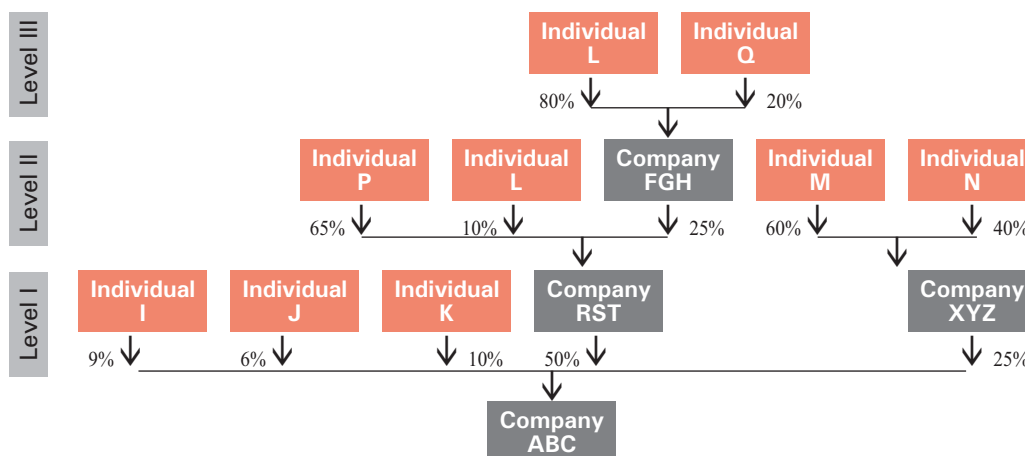 Level III
Individual
L
Individual
Q
80%
20%
Level II
Individual
P
Individual
L
Company
FGH
Individual
M
Individual
N
65%
10%
25%
60%
40%
Level I
Individual
I
Individual
J
Individual
K
Company
RST
Company
XYZ
9%
6%
10%
50%
25%
Company
ABC